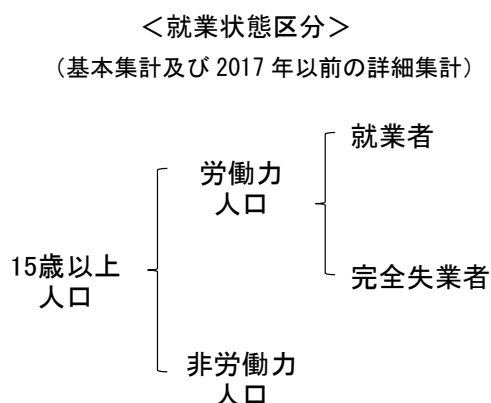 ＜就業状態区分＞
（基本集計及び 2017 年以前の詳細集計）
就業者
労働力
人口
15歳以上
人口
完全失業者
非労働力
人口